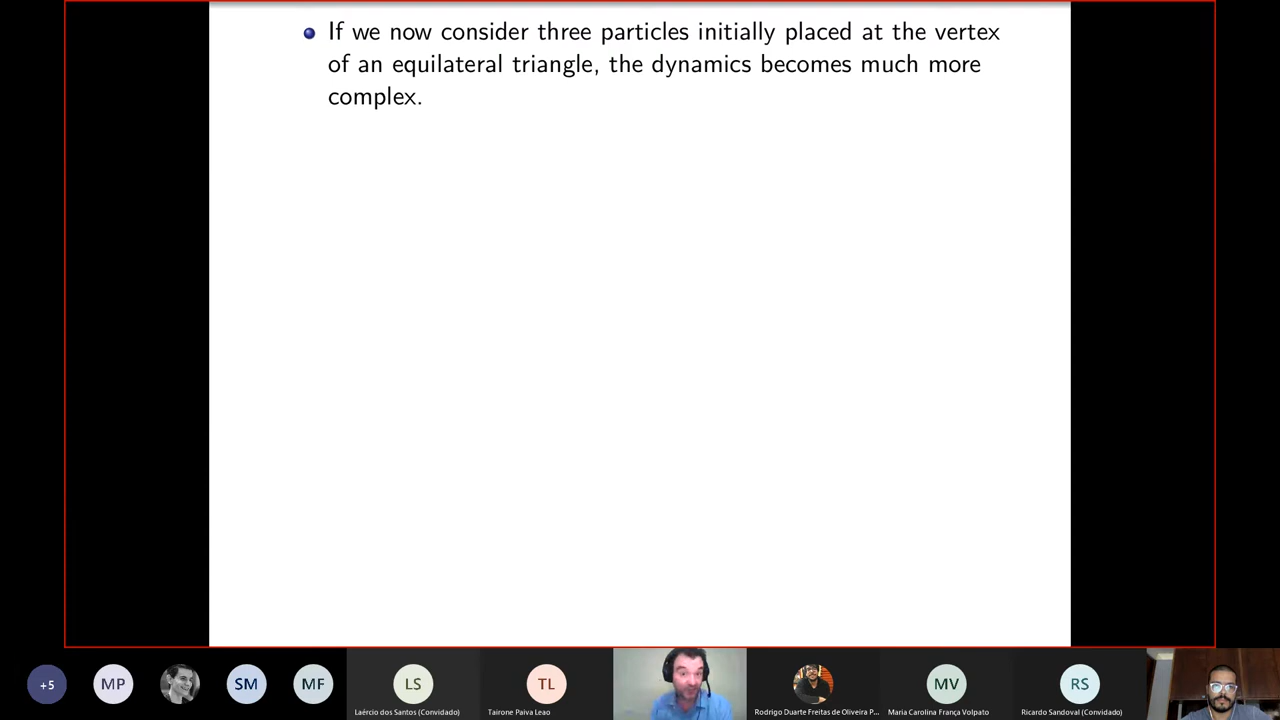 If we now consider three particles initially placed at the vertex
of an equilateral triangle, the dynamics becomes much more
complex.
+5
MP
SM
MF
LS
Laércio dos Santos (Convidado)
TL
Tairone Paiva Leao
Rodrigo Duarte Freitas de Oliveira P...
MV
Maria Carolina França Volpato
RS
Ricardo Sandoval (Convidado)